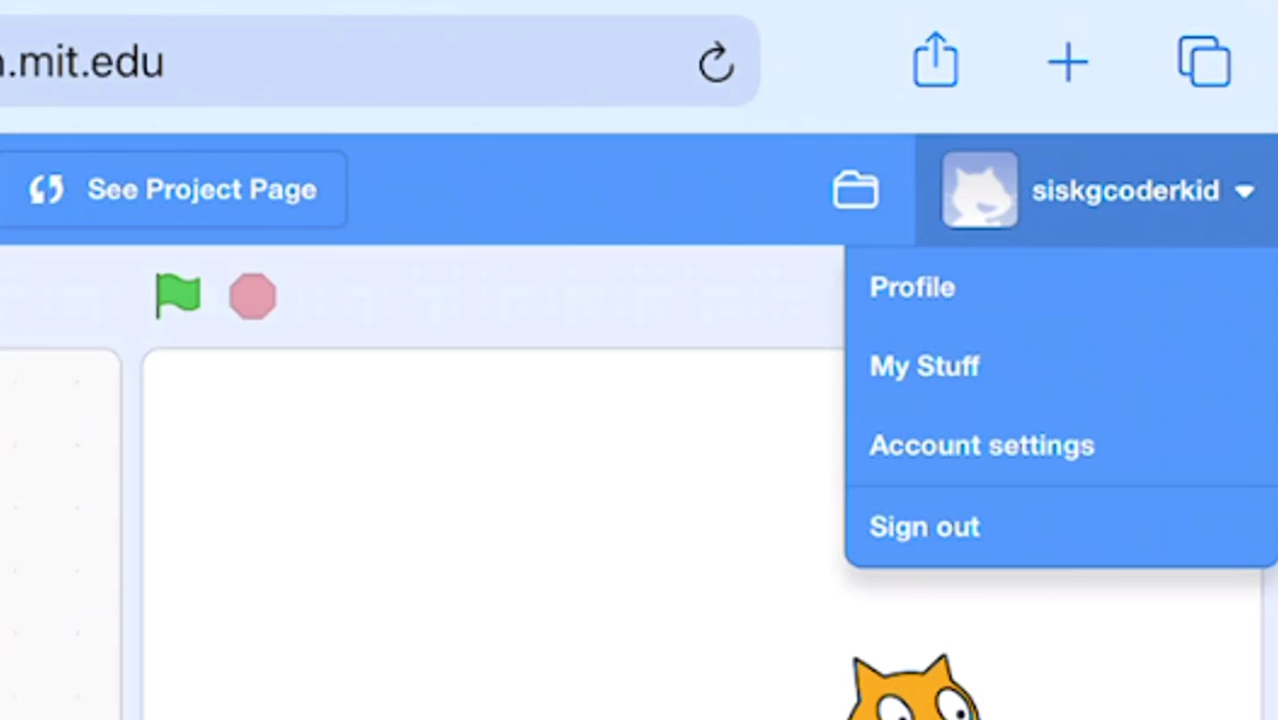 .mit.edu
See Project Page
siskgcoderkid
Profile
My Stuff
Account settings
Sign out